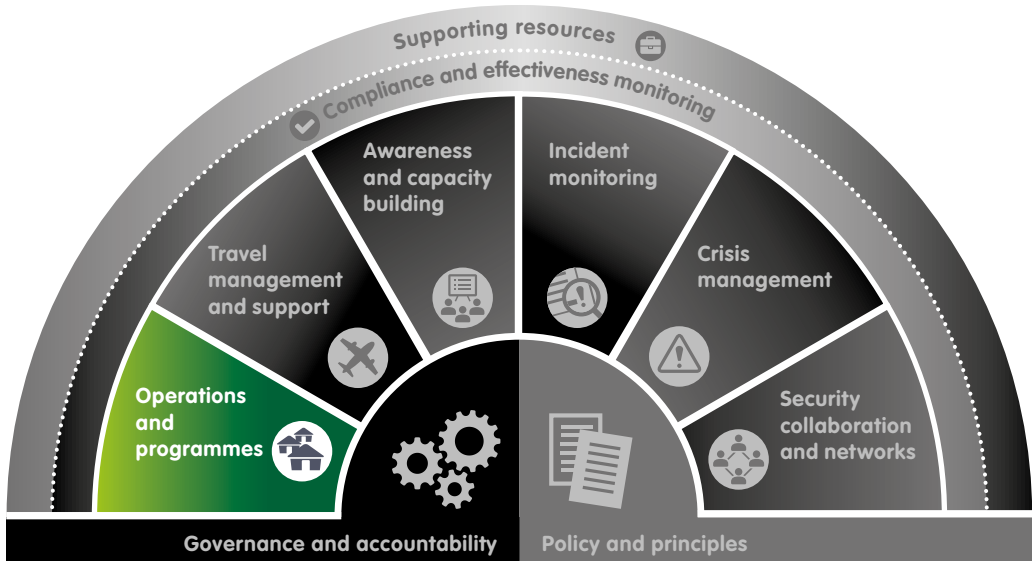 Supporting resources
Compliance and effectiveness monitoring
Awareness
and capacity
building
Incident
monitoring
Travel
management
and support
Crisis
management
Operations
and
programmes
Security
collaboration
and networks
Governance and accountability
Policy and principles